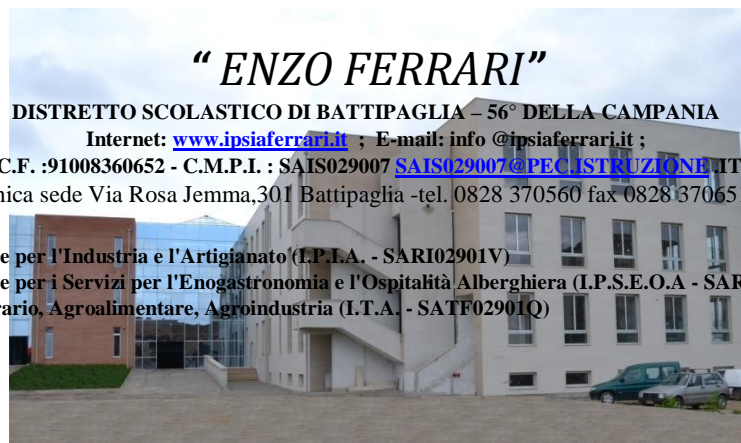 “ ENZO FERRARI”
DISTRETTO SCOLASTICO DI BATTIPAGLIA – 56° DELLA CAMPANIA
Internet: www.ipsiaferrari.it ; E-mail: info @ipsiaferrari.it ;
C.F. :91008360652 - C.M.P.I. : SAIS029007 SAIS029007@PEC.ISTRUZIONE.IT
nica sede Via Rosa Jemma,301 Battipaglia -tel. 0828 370560 fax 0828 37065
e per l'Industria e l'Artigianato (I.P.I.A. - SARI02901V)
e per i Servizi per l'Enogastronomia e l'Ospitalità Alberghiera (I.P.S.E.O.A - SAR
rario, Agroalimentare, Agroindustria (I.T.A. - SATF02901Q)